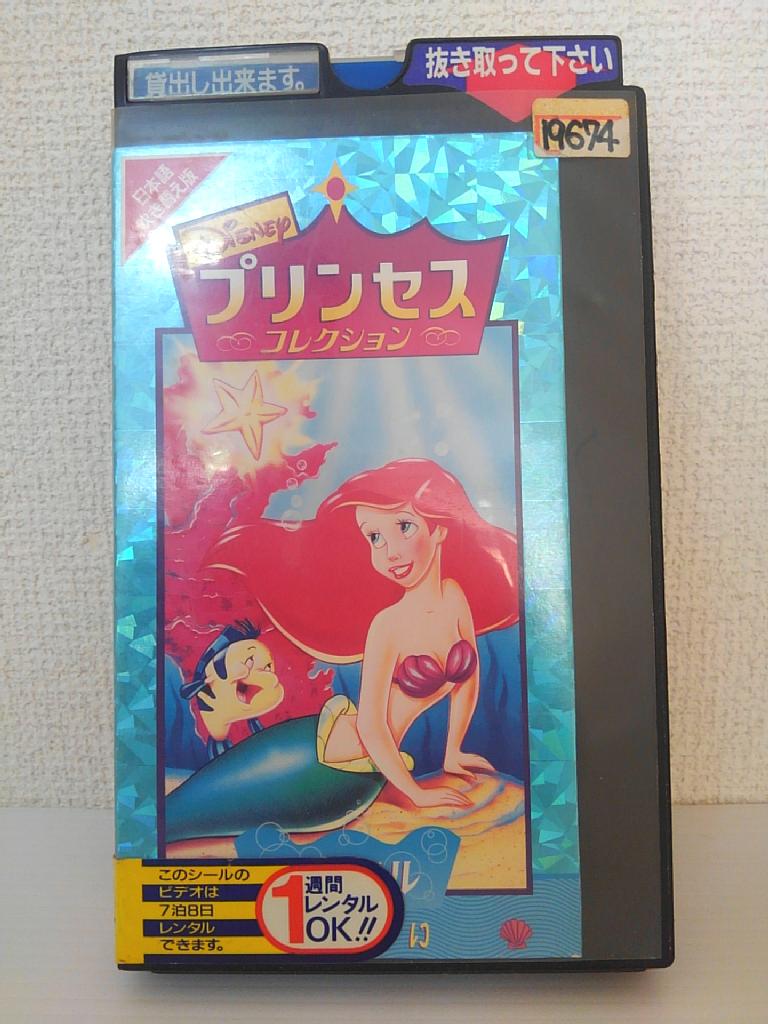 貸出し出来ます。
抜き取って下さい
19674
日本語
吹き替え版
DISNEY
プリンセス
コレクション
このシールの
ビデオは
7泊8日
レンタル
できます。
1週間
レンタル
OK!!
ル
に